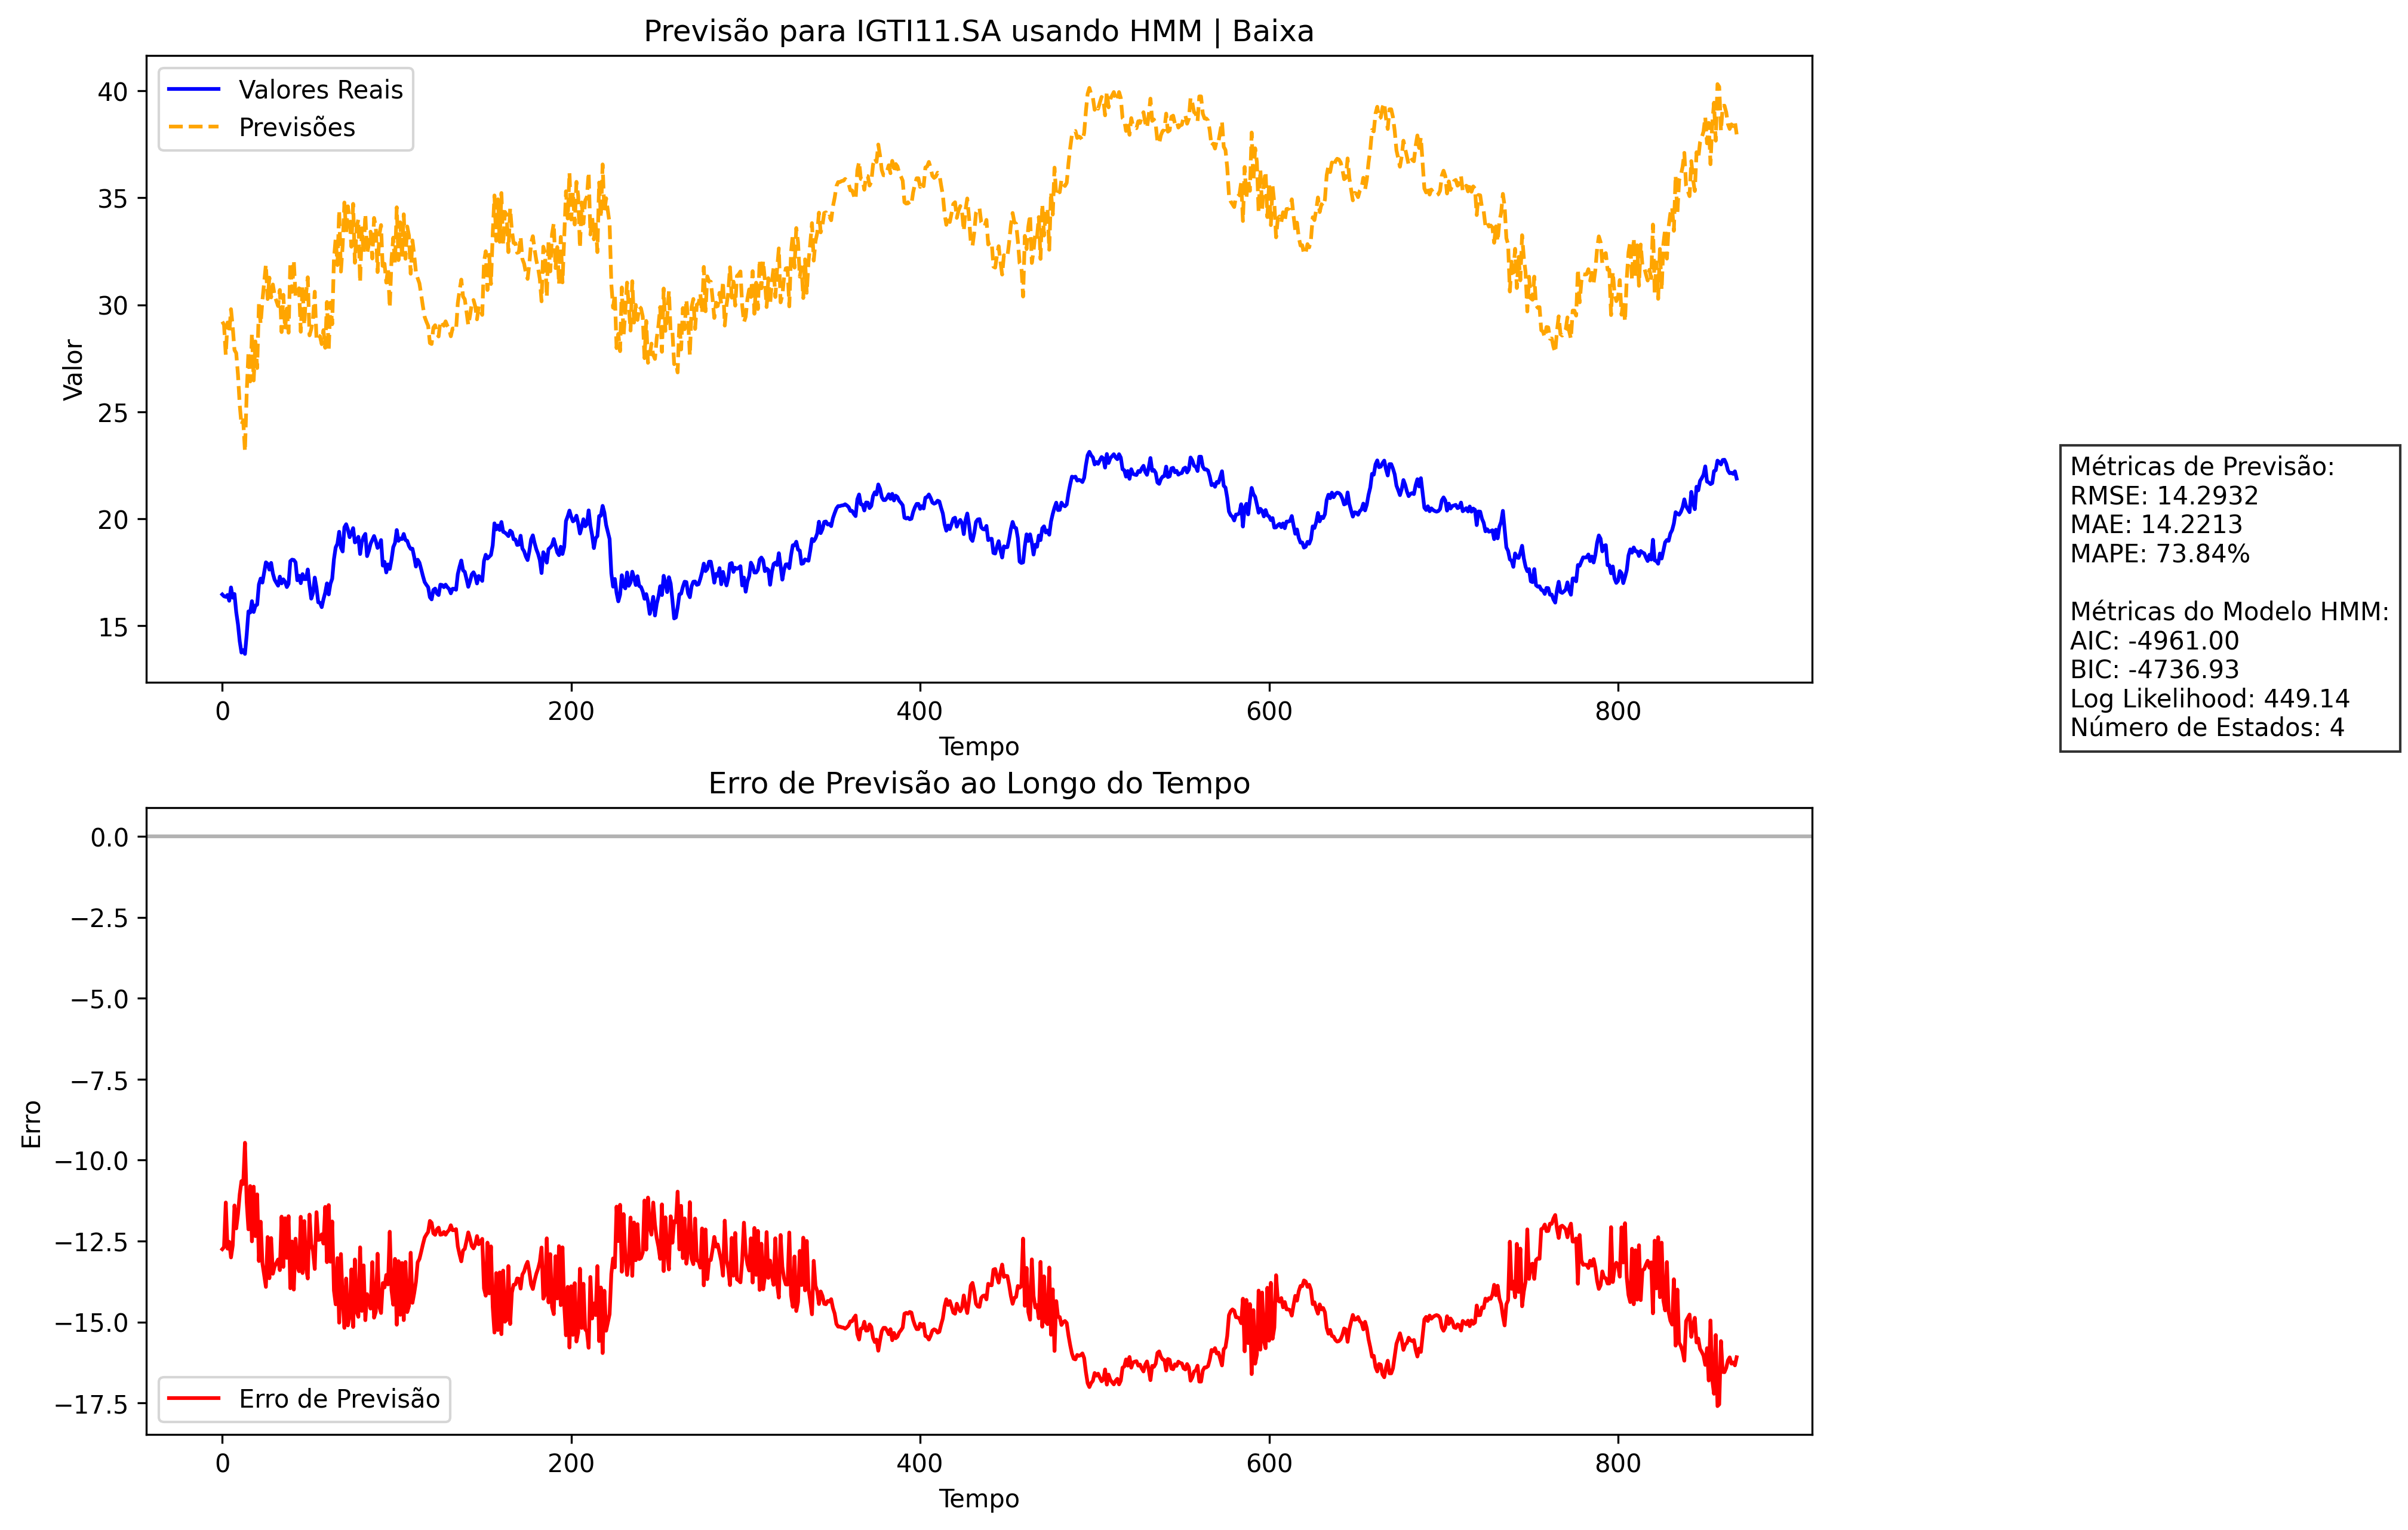 Previsão para IGTI11.SA usando HMM | Baixa
Valores Reais
Previsões
40
35
30
25
20
15
Valor
0
200
400
600
800
Tempo
Métricas de Previsão:
RMSE: 14.2932
MAE: 14.2213
MAPE: 73.84%
Métricas do Modelo HMM:
AIC: -4961.00
BIC: -4736.93
Log Likelihood: 449.14
Número de Estados: 4
Erro de Previsão ao Longo do Tempo
0.0
−2.5
−5.0
−7.5
−10.0
−12.5
−15.0
−17.5
Erro
Erro de Previsão
0
200
400
600
800
Tempo